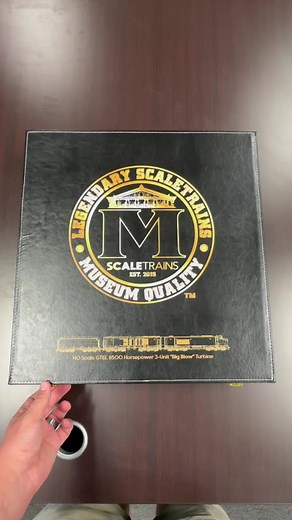 LEGENDARY SCALETRAINS
M
SCALETRAINS
EST. 2015
MUSEUM QUALITY
TM
HO Scale GTEL 8500 Horsepower 3-Unit "Big Blow" Turbine